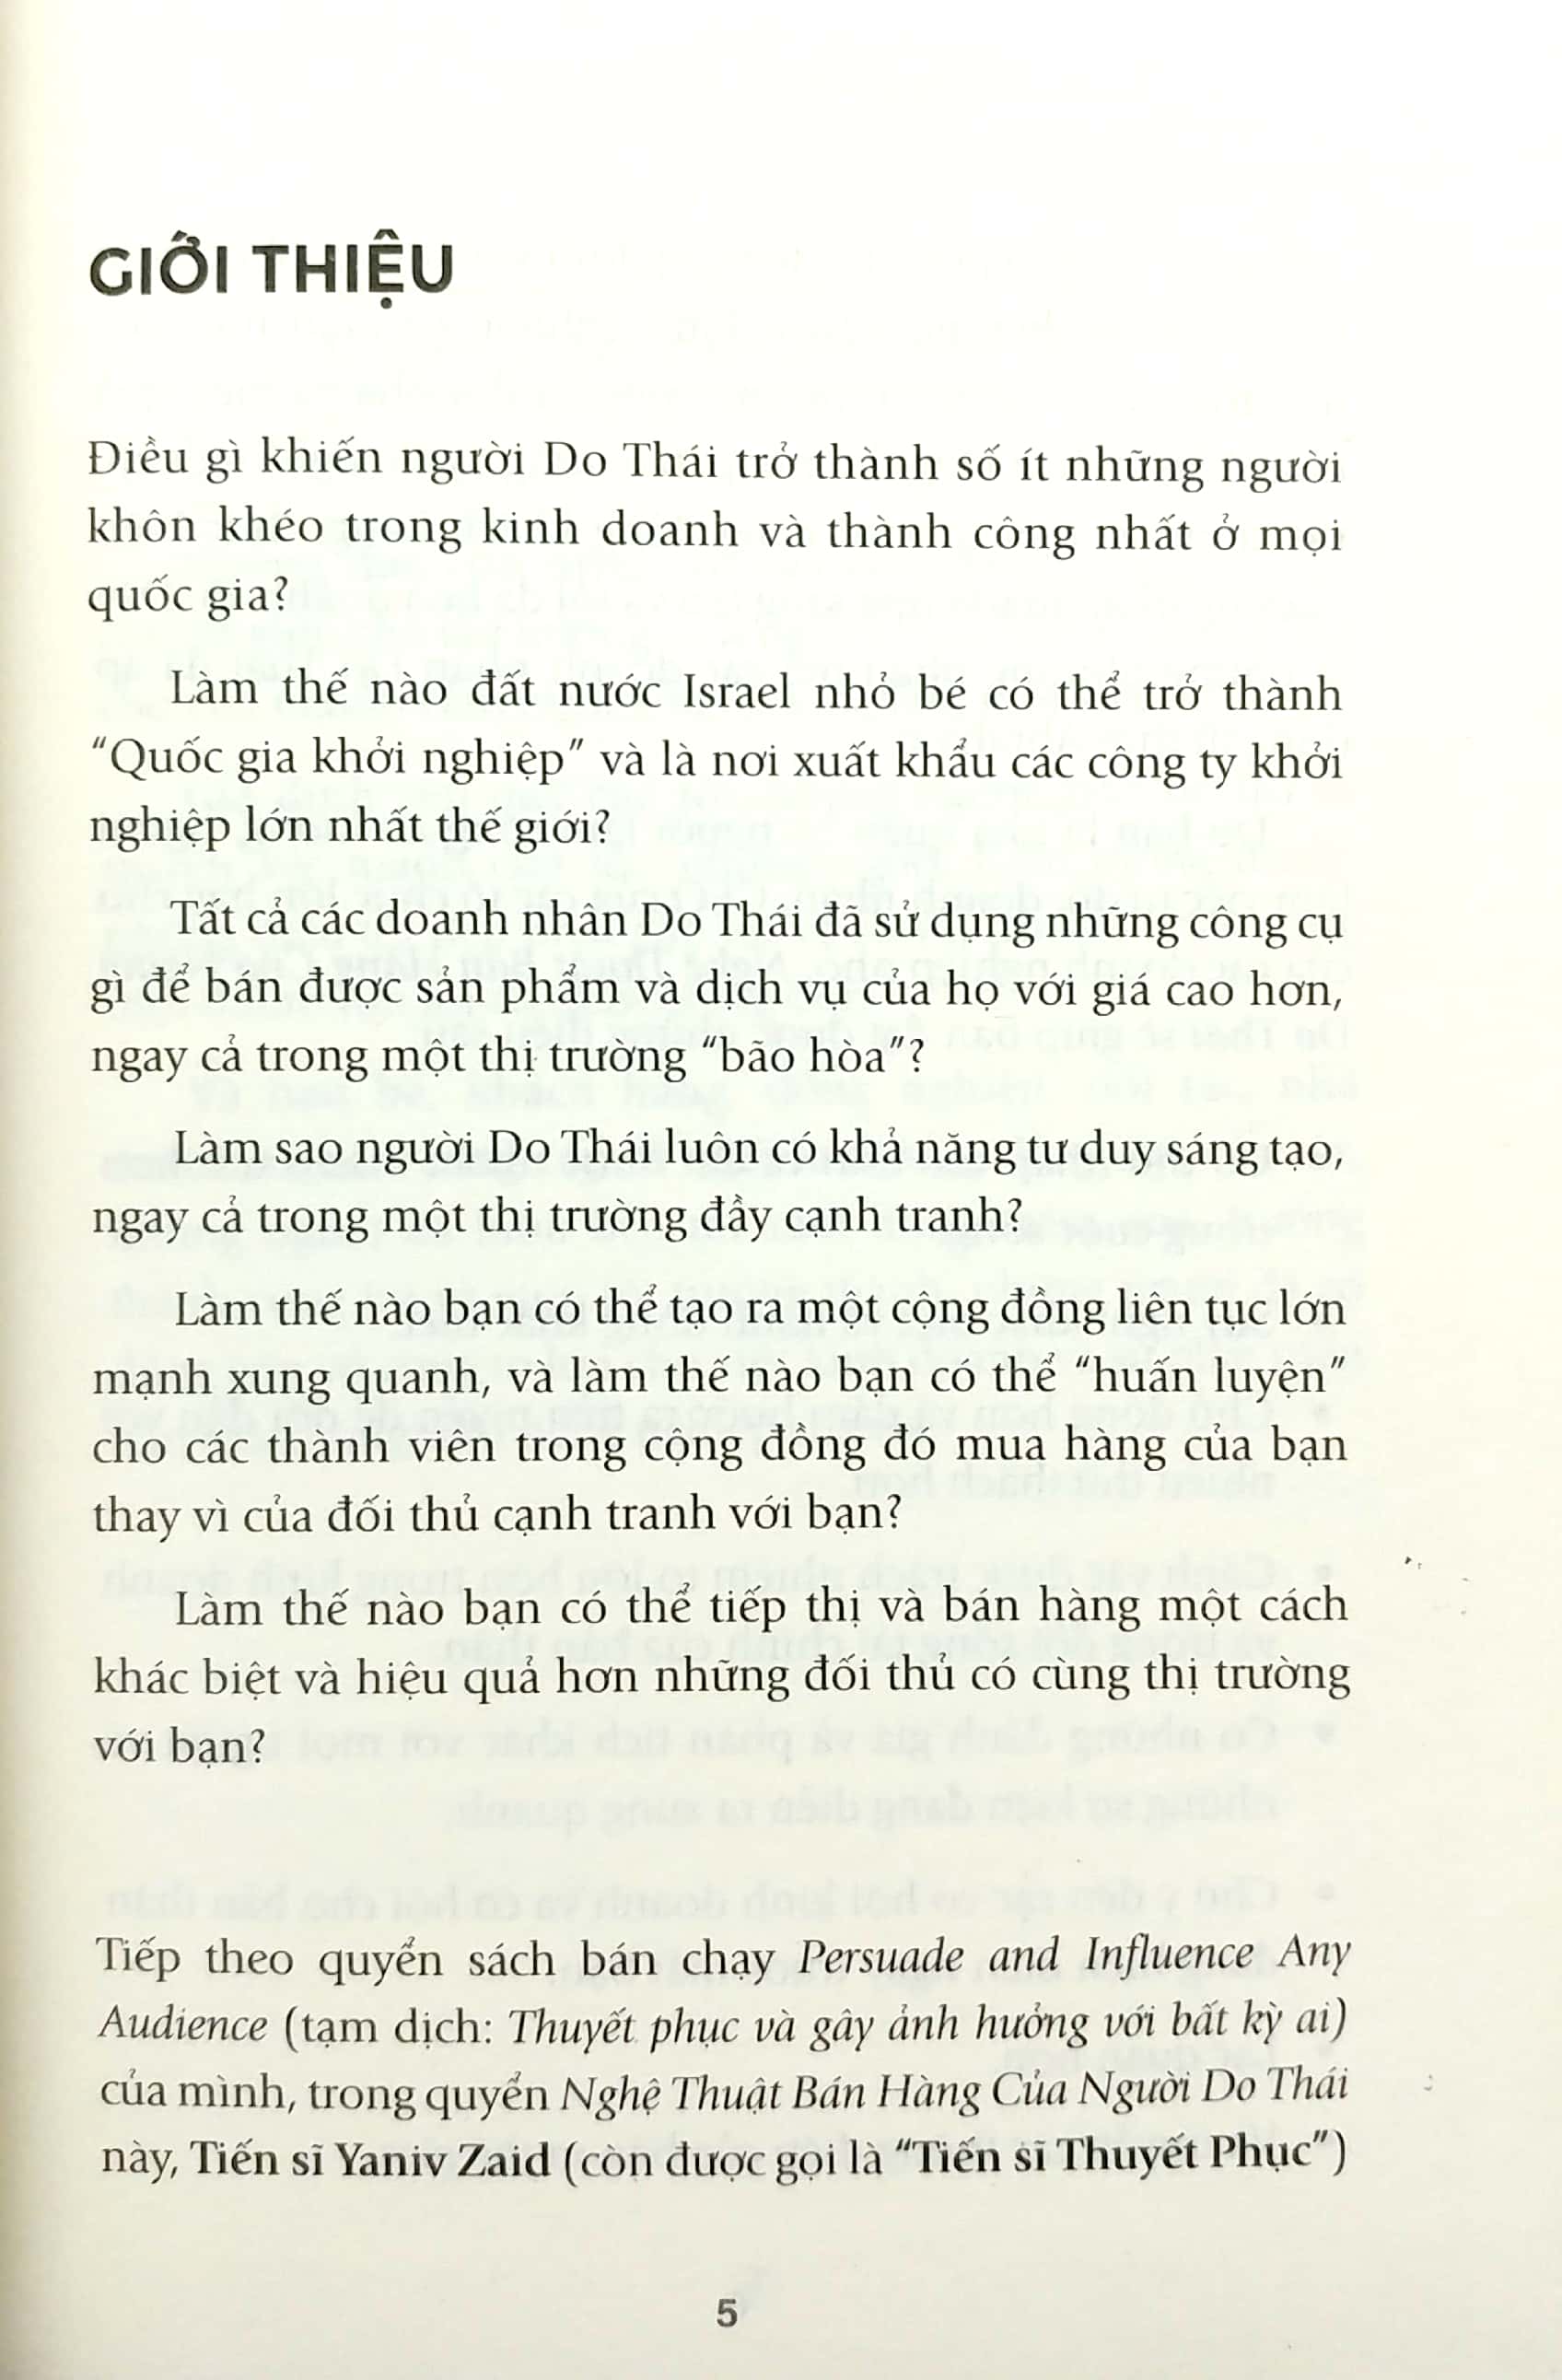 GIỚI THIỆU
Điều gì khiến người Do Thái trở thành số ít những người
khôn khéo trong kinh doanh và thành công nhất ở mọi
quốc gia?
Làm thế nào đất nước Israel nhỏ bé có thể trở thành
“Quốc gia khởi nghiệp” và là nơi xuất khẩu các công ty khởi
nghiệp lớn nhất thế giới?
Tất cả các doanh nhân Do Thái đã sử dụng những công cụ
gì để bán được sản phẩm và dịch vụ của họ với giá cao hơn,
ngay cả trong một thị trường “bão hòa”?
Làm sao người Do Thái luôn có khả năng tư duy sáng tạo,
ngay cả trong một thị trường đầy cạnh tranh?
Làm thế nào bạn có thể tạo ra một cộng đồng liên tục lớn
mạnh xung quanh, và làm thế nào bạn có thể “huấn luyện”
cho các thành viên trong cộng đồng đó mua hàng của bạn
thay vì của đối thủ cạnh tranh với bạn?
Làm thế nào bạn có thể tiếp thị và bán hàng một cách
khác biệt và hiệu quả hơn những đối thủ có cùng thị trường
với bạn?
Tiếp theo quyển sách bán chạy Persuade and Influence Any
Audience (tạm dịch: Thuyết phục và gây ảnh hưởng với bất kỳ ai)
của mình, trong quyển Nghệ Thuật Bán Hàng Của Người Do Thái
này, Tiến sĩ Yaniv Zaid (còn được gọi là “Tiến sĩ Thuyết Phục”)
5